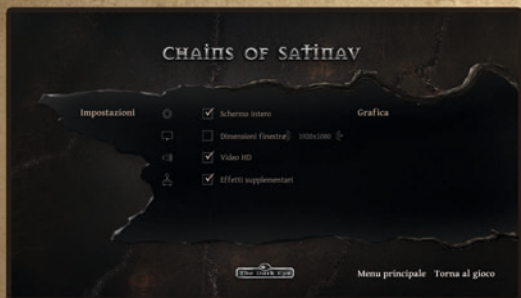 CHAINS OF SATINAV
Impostazioni
Schermo intero
Grafica
Dimensioni finestra 1920x1080
Video HD
Effetti supplementari
The Dark Eye
Menu principale Torna al gioco